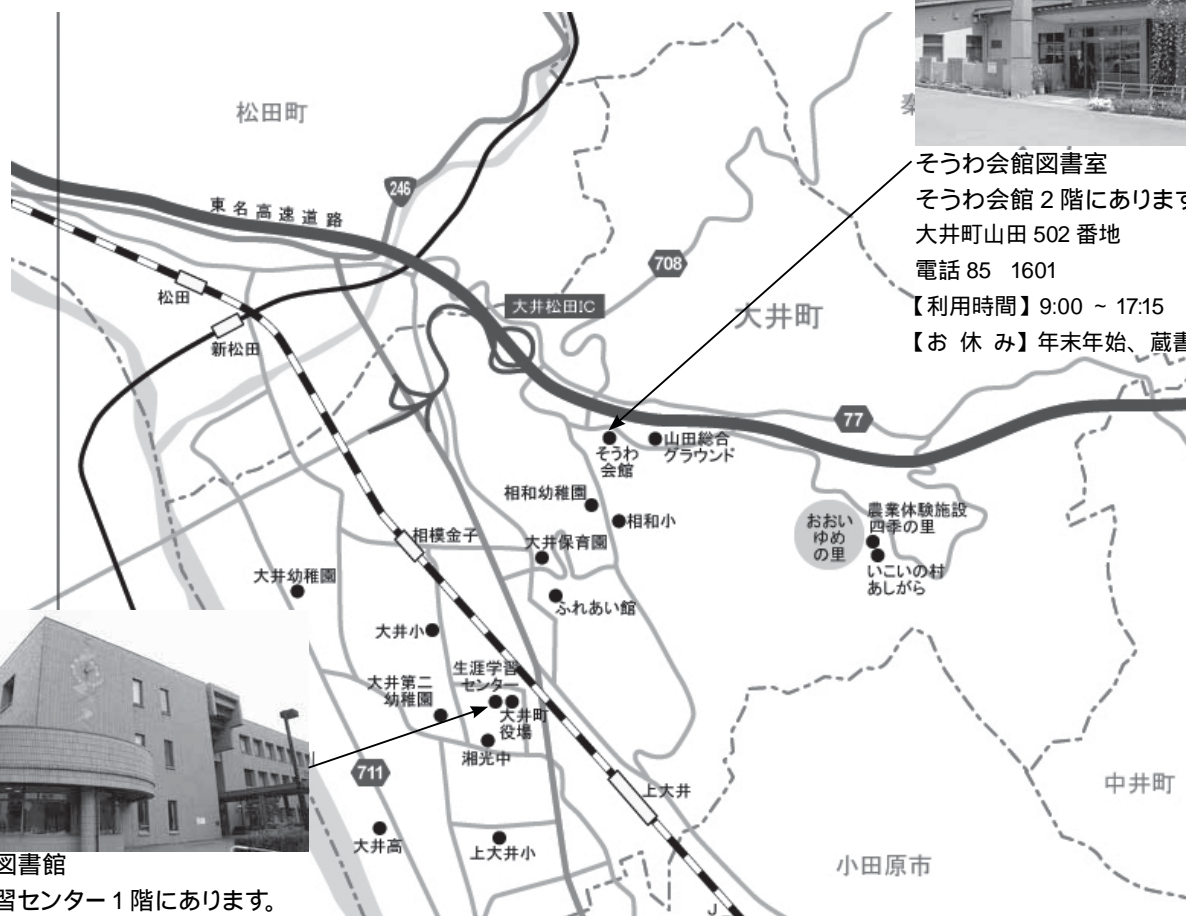 松田町
246
東名高速道路
松田
新松田
大井松田IC
708
大井町
そうわ会館図書室
そうわ会館 2 階にあります
大井町山田 502 番地
電話 85 1601
【利用時間】9:00 ~ 17:15
【お 休 み】年末年始、蔵書
77
そうわ
会館
山田総合
グラウンド
相和幼稚園
相和小
おおい
ゆめ
の里
農業体験施設
四季の里
いこいの村
あしがら
相模金子
大井保育園
大井幼稚園
ふれあい館
大井小
生涯学習
センター
大井第二
幼稚園
大井町
役場
湘光中
711
上大井
中井町
大井高
上大井小
小田原市
J
図書館
習センター 1 階にあります。